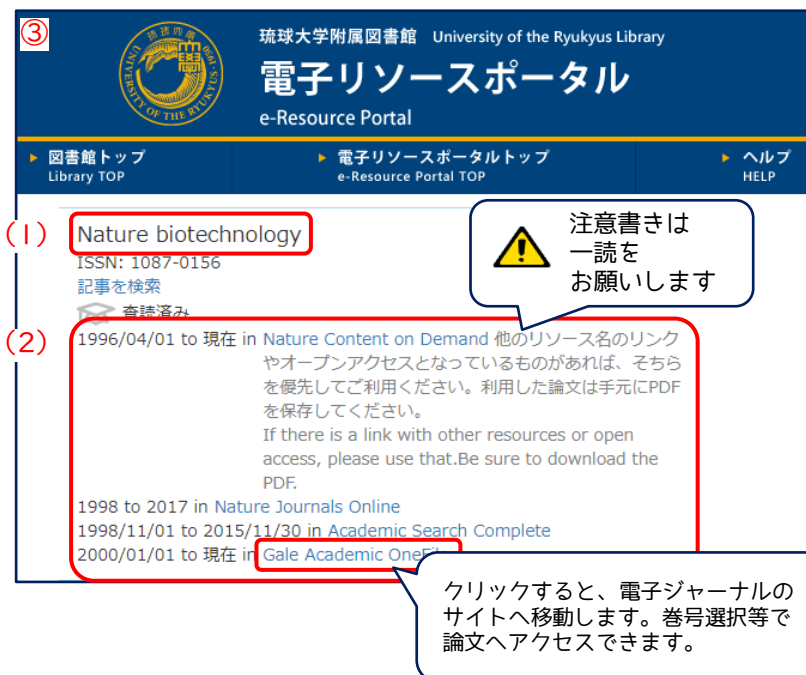 ③
琉球大学附属図書館 University of the Ryukyus Library
電子リソースポータル
e-Resource Portal
図書館トップ
Library TOP
電子リソースポータルトップ
e-Resource Portal TOP
ヘルプ
HELP
(1)
Nature biotechnology
ISSN: 1087-0156
記事を検索
査読済み
注意書きは
一読を
お願いします
(2)
1996/04/01 to 現在 in Nature Content on Demand 他のリソース名のリンク
やオープンアクセスとなっているものがあれば、そちら
を優先してご利用ください。利用した論文は手元にPDF
を保存してください。
If there is a link with other resources or open
access, please use that.Be sure to download the
PDF.
1998 to 2017 in Nature Journals Online
1998/11/01 to 2015/11/30 in Academic Search Complete
2000/01/01 to 現在 in Gale Academic
クリックすると、電子ジャーナルの
サイトへ移動します。巻号選択等で
論文へアクセスできます。